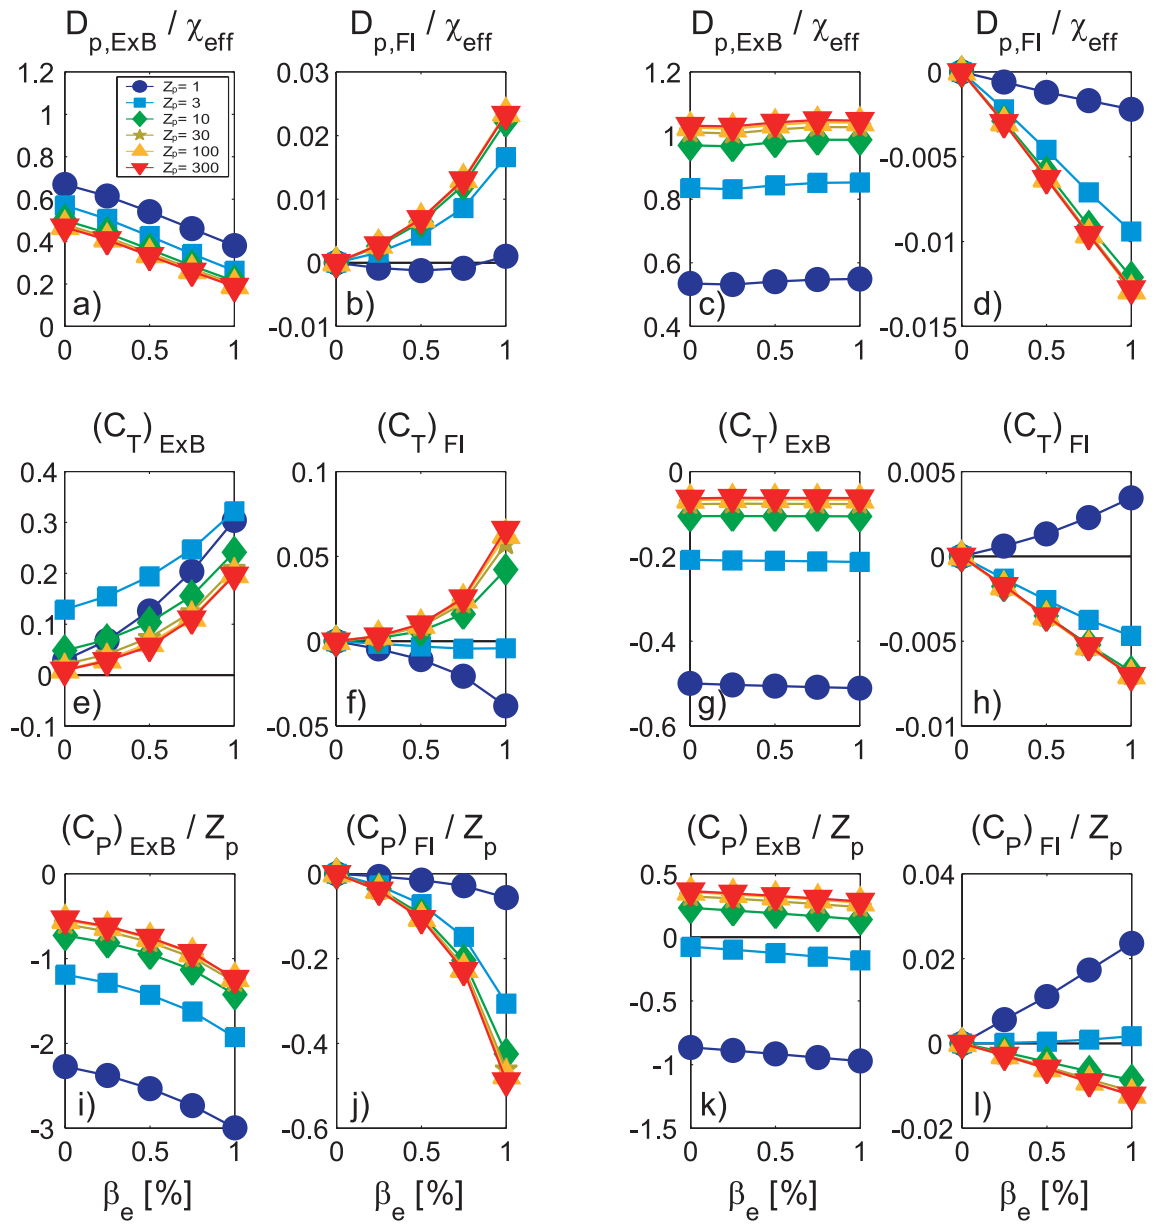 D_p,ExB / χ_eff
D_p,FI / χ_eff
D_p,ExB / χ_eff
D_p,FI / χ_eff
1.2
1
0.8
0.6
0.4
0.2
0
Z_p= 1
Z_p= 3
Z_p= 10
Z_p= 30
Z_p= 100
Z_p= 300
a)
0 0.5 1
0.03
0.02
0.01
0
-0.01
b)
0 0.5 1
1.2
1
0.8
0.6
0.4
c)
0 0.5 1
0
-0.005
-0.01
-0.015
d)
0 0.5 1
(C_T)_ExB
(C_T)_FI
(C_T)_ExB
(C_T)_FI
0.4
0.3
0.2
0.1
0
-0.1
e)
0 0.5 1
0.1
0.05
0
-0.05
f)
0 0.5 1
0
-0.2
-0.4
-0.6
g)
0 0.5 1
0.005
0
-0.005
-0.01
h)
0 0.5 1
(C_P)_ExB / Z_p
(C_P)_FI / Z_p
(C_P)_ExB / Z_p
(C_P)_FI / Z_p
0
-1
-2
-3
i)
0 0.5 1
β_e [%]
0
-0.2
-0.4
-0.6
j)
0 0.5 1
β_e [%]
0.5
0
-0.5
-1
-1.5
k)
0 0.5 1
β_e [%]
0.04
0.02
0
-0.02
l)
0 0.5 1
β_e [%]